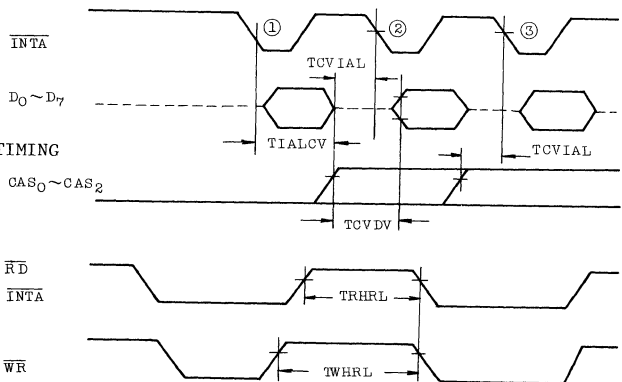 INTA ① ② ③
TCVIAL
D0~D7
TIALCV TCVIAL
TIMING
CAS0~CAS2
TCVDV
RD
INTA TRHRL
WR TWHRL